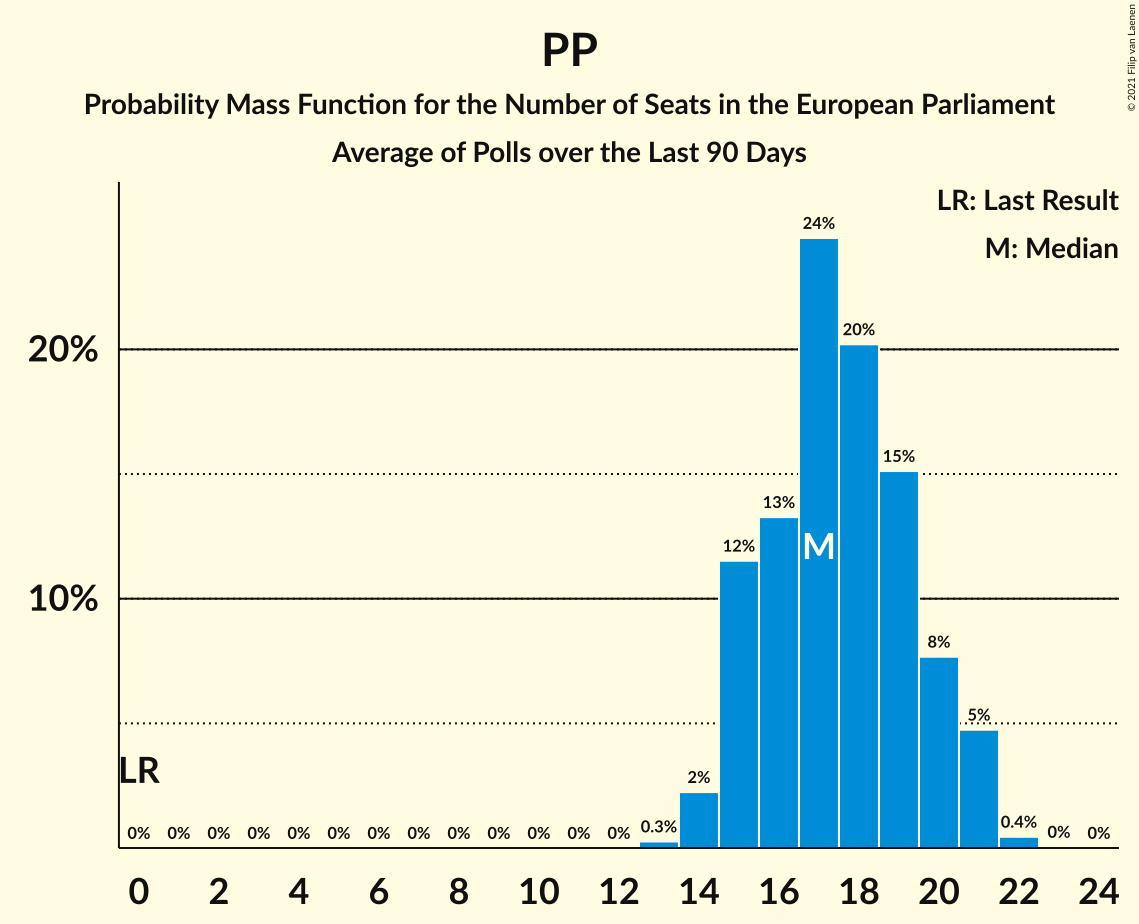 PP
Probability Mass Function for the Number of Seats in the European Parliament
Average of Polls over the Last 90 Days
© 2021 Filip van Laenen
LR: Last Result
M: Median
24%
20%
20%
15%
13%
12%
M
10%
8%
5%
LR
2%
0% 0% 0% 0% 0% 0% 0% 0% 0% 0% 0% 0% 0% 0.3% 0.4% 0% 0%
0 2 4 6 8 10 12 14 16 18 20 22 24